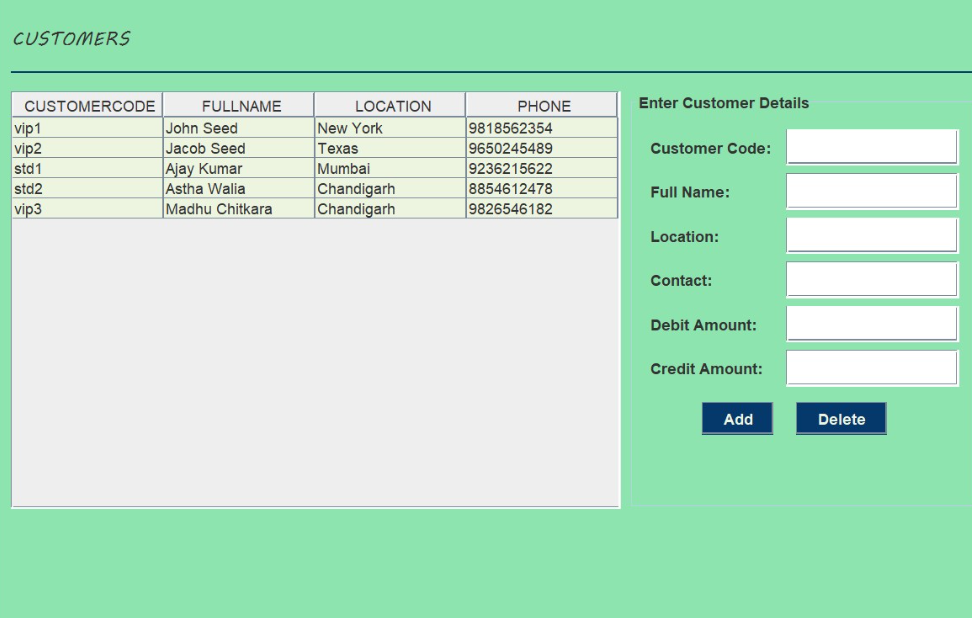 CUSTOMERS
CUSTOMERCODE FULLNAME LOCATION PHONE
vip1 John Seed New York 9818562354
vip2 Jacob Seed Texas 9650245489
std1 Ajay Kumar Mumbai 9236215622
std2 Astha Walia Chandigarh 8854612478
vip3 Madhu Chitkara Chandigarh 9826546182
Enter Customer Details
Customer Code:
Full Name:
Location:
Contact:
Debit Amount:
Credit Amount:
Add Delete